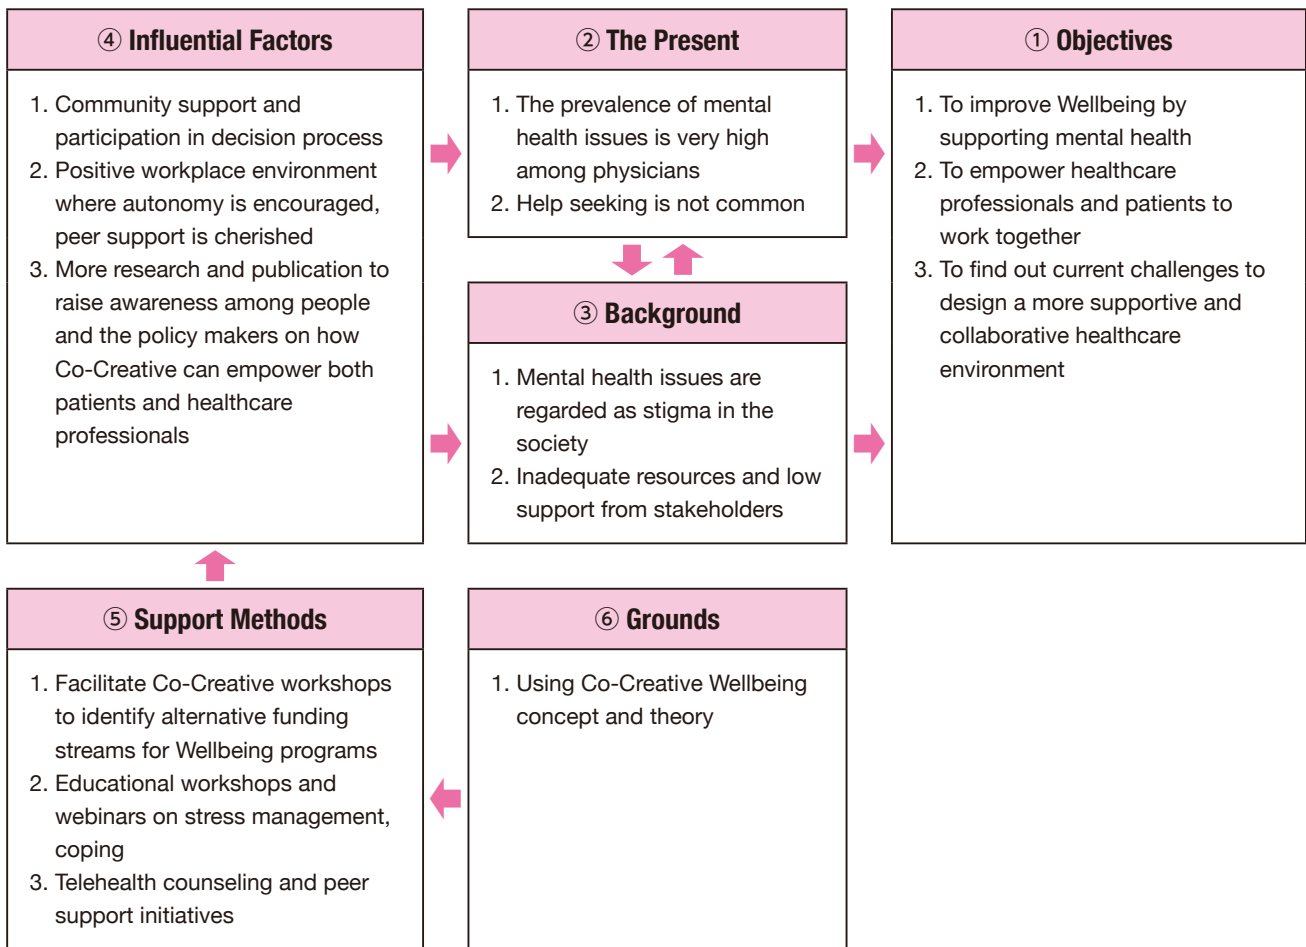 ④ Influential Factors
1. Community support and
participation in decision process
2. Positive workplace environment
where autonomy is encouraged,
peer support is cherished
3. More research and publication to
raise awareness among people
and the policy makers on how
Co-Creative can empower both
patients and healthcare
professionals
② The Present
1. The prevalence of mental
health issues is very high
among physicians
2. Help seeking is not common
③ Background
1. Mental health issues are
regarded as stigma in the
society
2. Inadequate resources and low
support from stakeholders
① Objectives
1. To improve Wellbeing by
supporting mental health
2. To empower healthcare
professionals and patients to
work together
3. To find out current challenges to
design a more supportive and
collaborative healthcare
environment
⑤ Support Methods
1. Facilitate Co-Creative workshops
to identify alternative funding
streams for Wellbeing programs
2. Educational workshops and
webinars on stress management,
coping
3. Telehealth counseling and peer
support initiatives
⑥ Grounds
1. Using Co-Creative Wellbeing
concept and theory